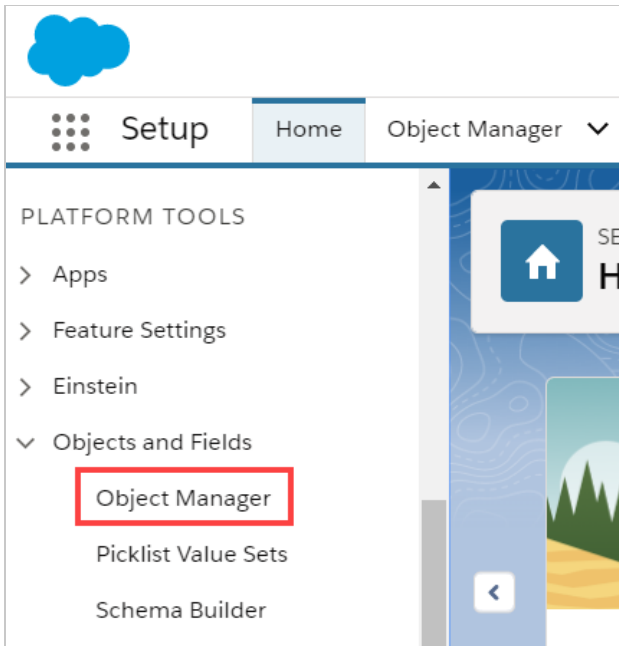 Setup Home Object Manager
PLATFORM TOOLS
Apps
Feature Settings
Einstein
Objects and Fields
Object Manager
Picklist Value Sets
Schema Builder
SE
H